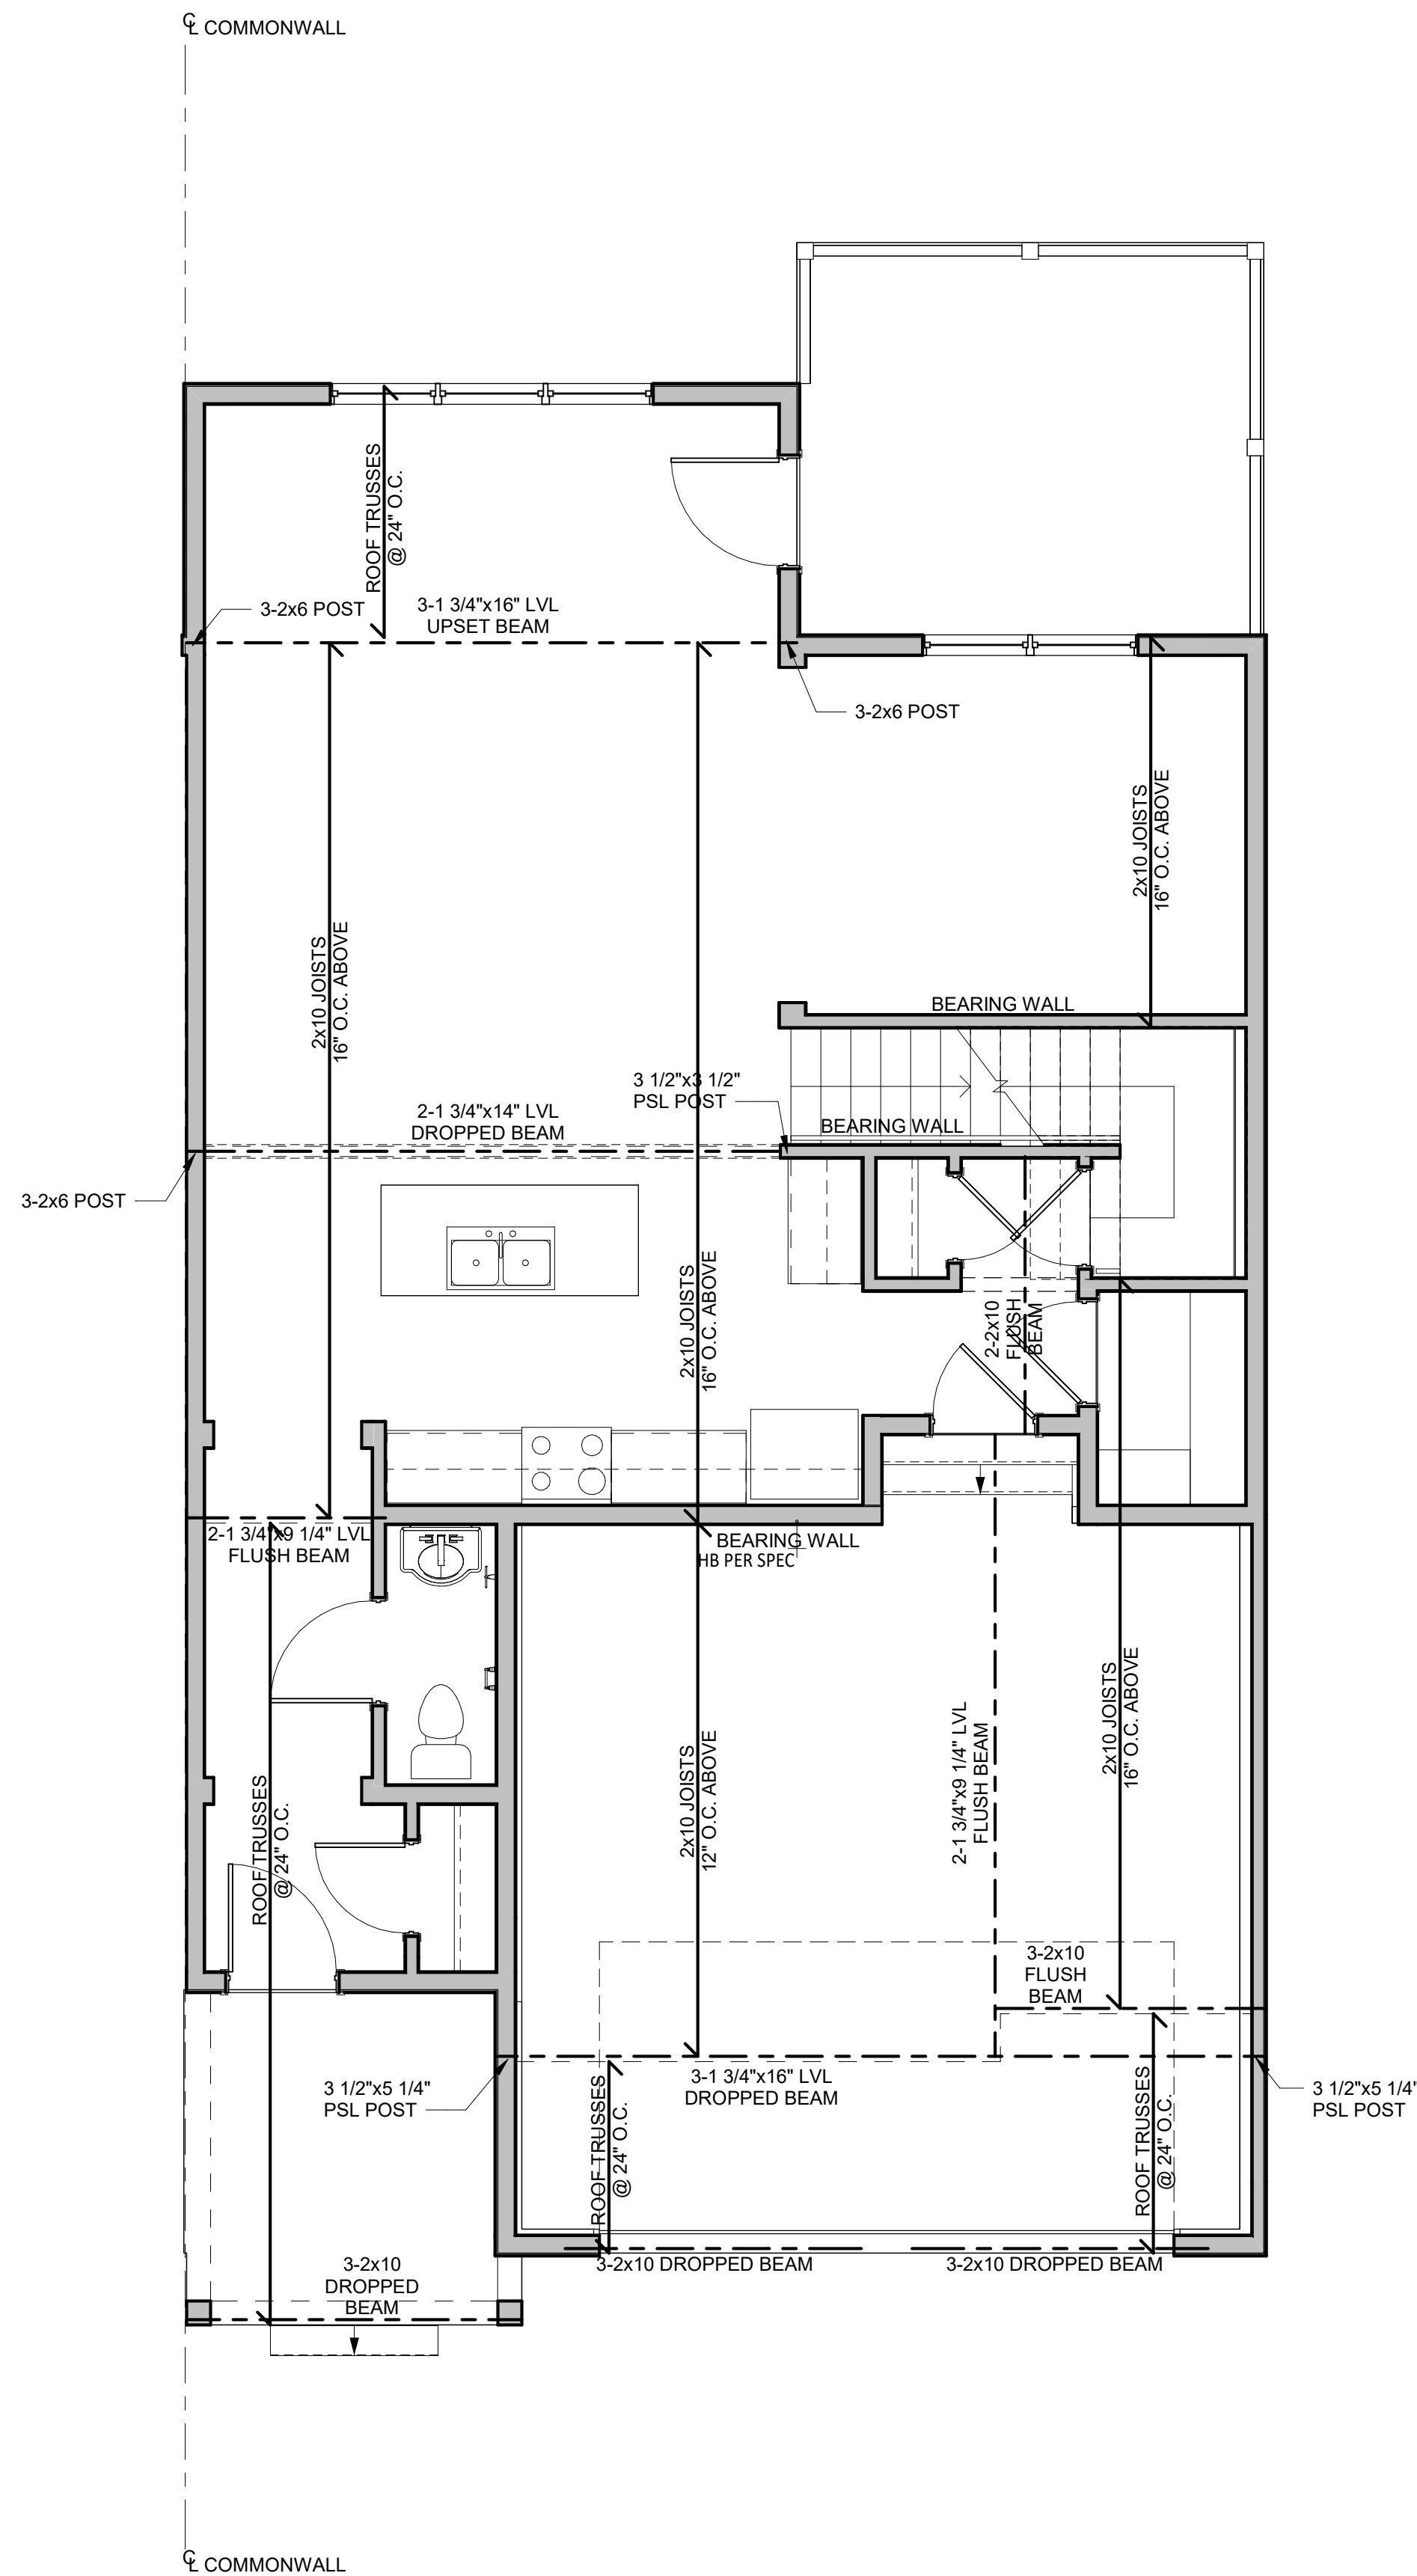 ℄ COMMONWALL
ROOF TRUSSES
@ 24" O.C.
3-2x6 POST
3-1 3/4"x16" LVL
UPSET BEAM
3-2x6 POST
2x10 JOISTS
16" O.C. ABOVE
2x10 JOISTS
16" O.C. ABOVE
BEARING WALL
3 1/2"x3 1/2"
PSL POST
2-1 3/4"x14" LVL
DROPPED BEAM
BEARING WALL
3-2x6 POST
2x10 JOISTS
16" O.C. ABOVE
2-2x10
FLUSH
BEAM
2-1 3/4"x9 1/4" LVL
FLUSH BEAM
BEARING WALL
HB PER SPEC
2x10 JOISTS
16" O.C. ABOVE
2-1 3/4"x9 1/4" LVL
FLUSH BEAM
2x10 JOISTS
12" O.C. ABOVE
ROOF TRUSSES
@ 24" O.C.
3-2x10
FLUSH
BEAM
3 1/2"x5 1/4"
PSL POST
3-1 3/4"x16" LVL
DROPPED BEAM
3 1/2"x5 1/4"
PSL POST
ROOF TRUSSES
@ 24" O.C.
ROOF TRUSSES
@ 24" O.C.
3-2x10
DROPPED
BEAM
3-2x10 DROPPED BEAM
3-2x10 DROPPED BEAM
℄ COMMONWALL